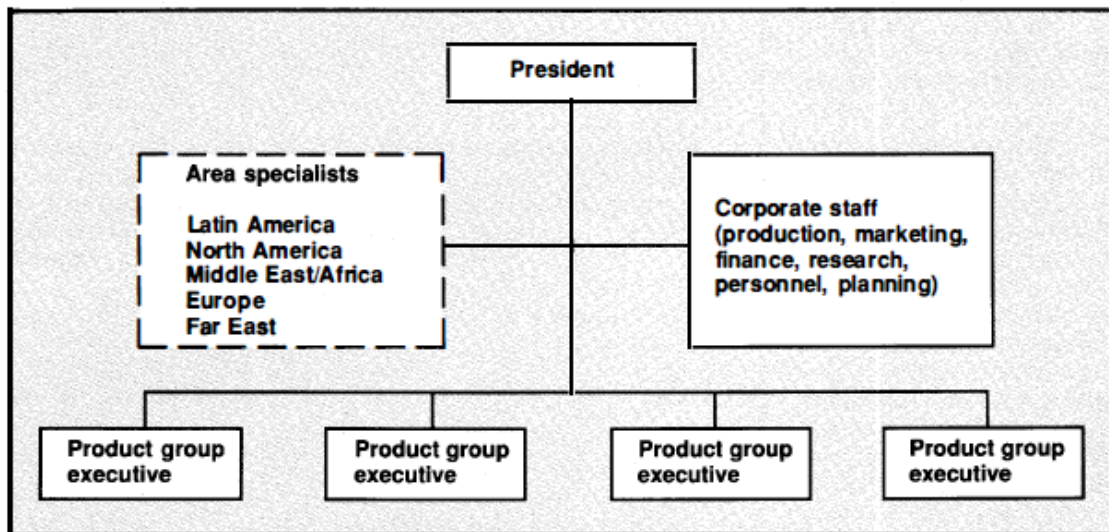 President
Area specialists
Latin America
North America
Middle East/Africa
Europe
Far East
Corporate staff
(production, marketing,
finance, research,
personnel, planning)
Product group
executive
Product group
executive
Product group
executive
Product group
executive